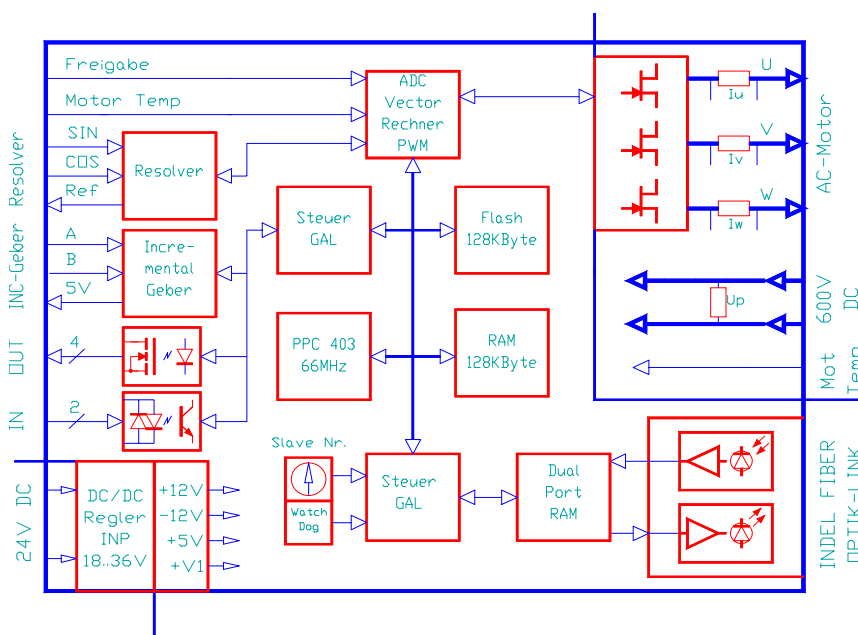 Freigabe
Motor Temp
SIN
COS
Ref
Resolver
Resolver
A
B
5V
INC-Geber
Incre-
mental
Geber
OUT
4
IN
2
24V DC
DC/DC
Regler
INP
18..36V
+12V
-12V
+5V
+V1
ADC
Vector
Rechner
PWM
Steuer
GAL
Flash
128KByte
PPC 403
66MHz
RAM
128KByte
Slave Nr.
Watch
Dog
Steuer
GAL
Dual
Port
RAM
U
Iu
V
Iv
W
Iw
AC-Motor
Up
600V
DC
Mot
Temp
INDEL FIBER
OPTIK-LINK